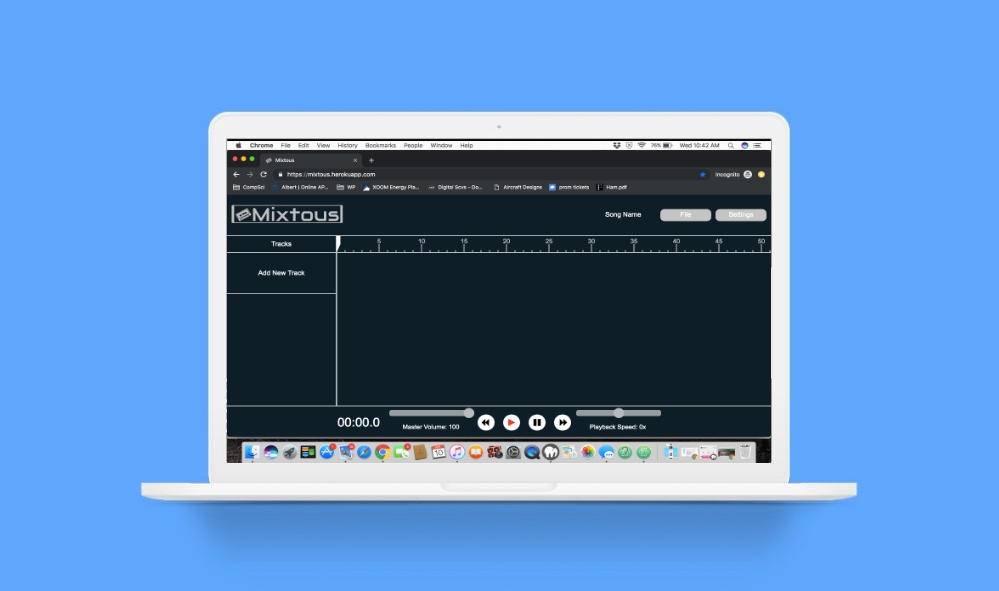 Chrome File Edit View History Bookmarks People Window Help 76% Wed 10:42 AM
Mixtous
https://mixtous.herokuapp.com Incognito
CompSci Albert | Online AP... WP XOOM Energy Pla... Digital Savs - Do... Aircraft Designs prom tickets Ham.pdf
Mixtous Song Name File Settings
Tracks 5 10 15 20 25 30 35 40 45 50
Add New Track
00:00.0 Master Volume: 100 Playback Speed: 0x
10